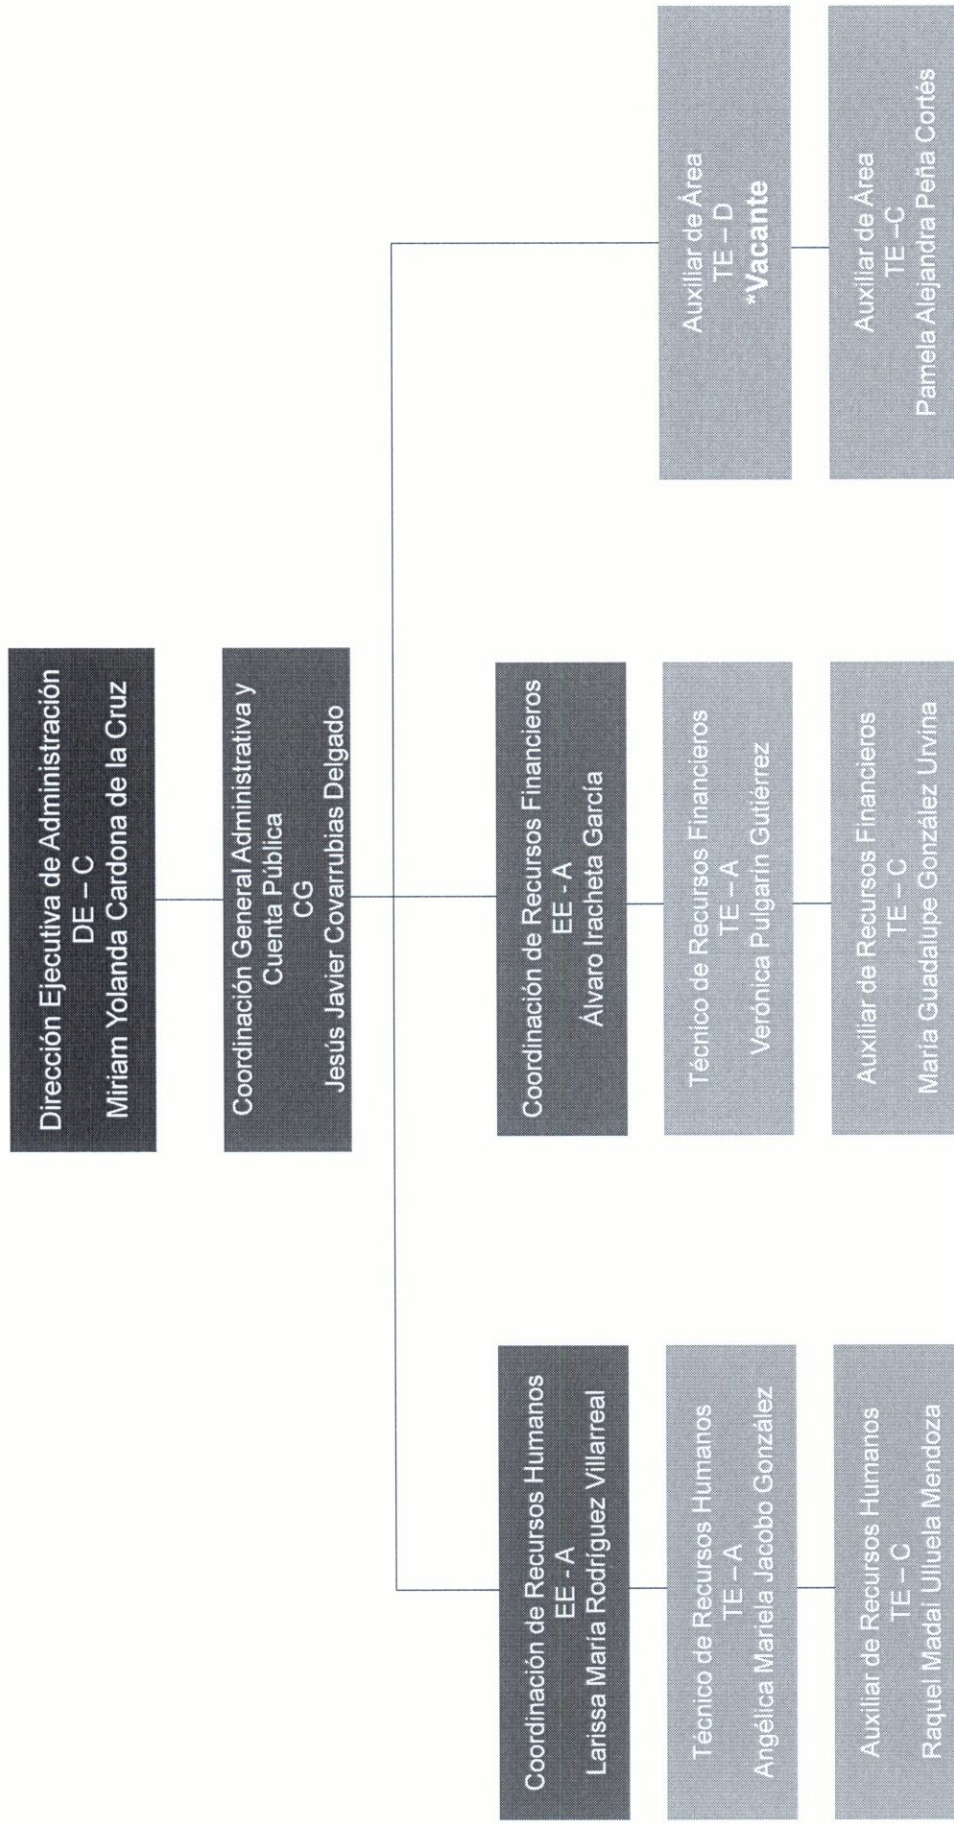 Dirección Ejecutiva de Administración
DE – C
Miriam Yolanda Cardona de la Cruz
Coordinación General Administrativa y
Cuenta Pública
CG
Jesús Javier Covarrubias Delgado
Coordinación de Recursos Humanos
EE - A
Larissa María Rodríguez Villarreal
Técnico de Recursos Humanos
TE – A
Angélica Mariela Jacobo González
Auxiliar de Recursos Humanos
TE – C
Raquel Madaí Ulluela Mendoza
Coordinación de Recursos Financieros
EE - A
Álvaro Iracheta García
Técnico de Recursos Financieros
TE – A
Verónica Pulgarín Gutiérrez
Auxiliar de Recursos Financieros
TE – C
María Guadalupe González Urvina
Auxiliar de Área
TE – D
*Vacante
Auxiliar de Área
TE –C
Pamela Alejandra Peña Cortés